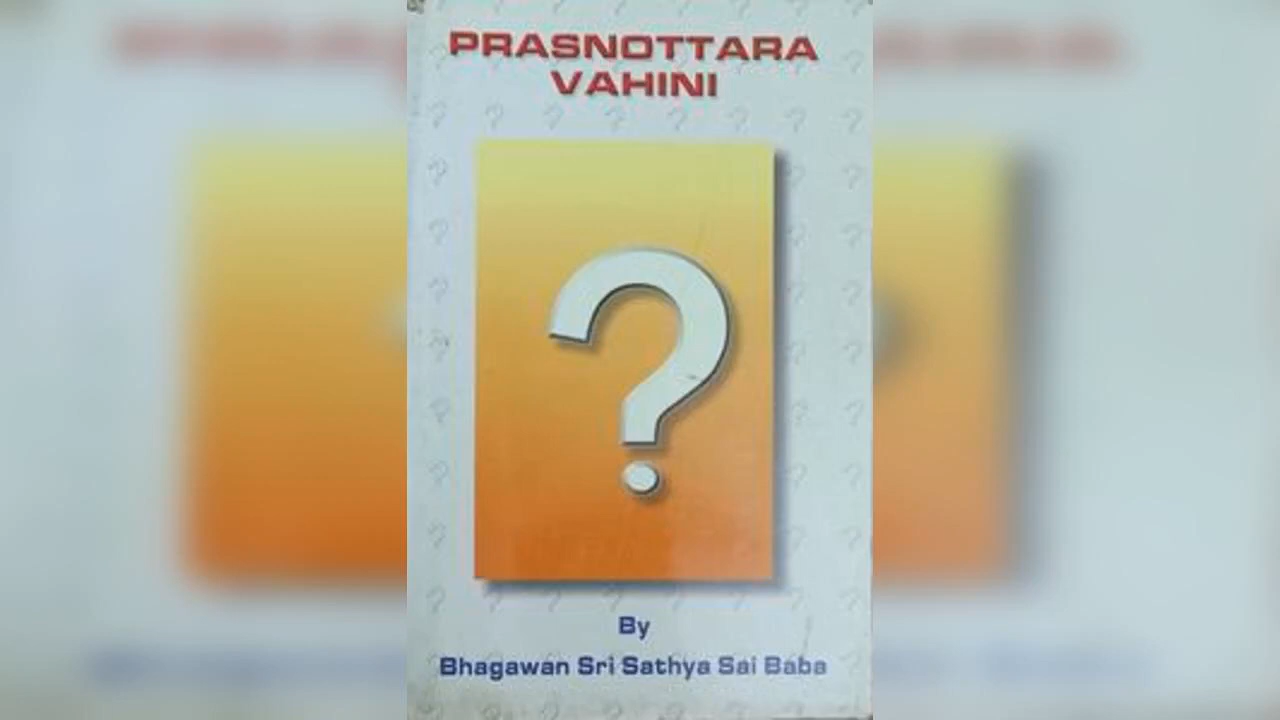 PRASNOTTARA
VAHINI
?
By
Bhagawan Sri Sathya Sai Baba